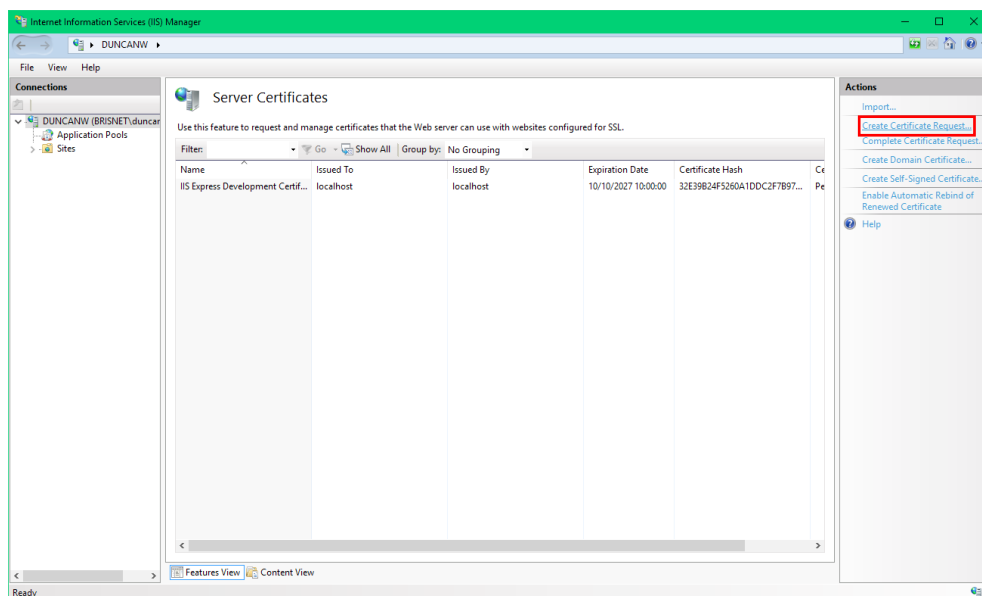 Internet Information Services (IIS) Manager
DUNCANW
File View Help
Connections
DUNCANW (BRISNET\duncar
Application Pools
Sites
Server Certificates
Use this feature to request and manage certificates that the Web server can use with websites configured for SSL.
Filter: Go Show All Group by: No Grouping
Name Issued To Issued By Expiration Date Certificate Hash Ce
IIS Express Development Certif... localhost localhost 10/10/2027 10:00:00 32E39B24F5260A1DDC2F7B97... Pe
Features View Content View
Actions
Import...
Create Certificate Request...
Complete Certificate Request..
Create Domain Certificate...
Create Self-Signed Certificate..
Enable Automatic Rebind of
Renewed Certificate
Help
Ready